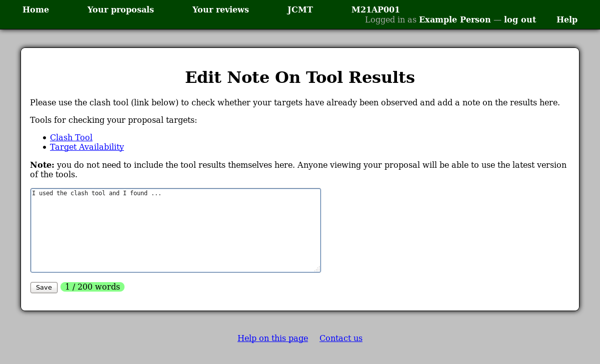 Home Your proposals Your reviews JCMT M21AP001
Logged in as Example Person — log out Help
Edit Note On Tool Results
Please use the clash tool (link below) to check whether your targets have already been observed and add a note on the results here.
Tools for checking your proposal targets:
• Clash Tool
• Target Availability
Note: you do not need to include the tool results themselves here. Anyone viewing your proposal will be able to use the latest version
of the tools.
I used the clash tool and I found ...
Save 1 / 200 words
Help on this page Contact us